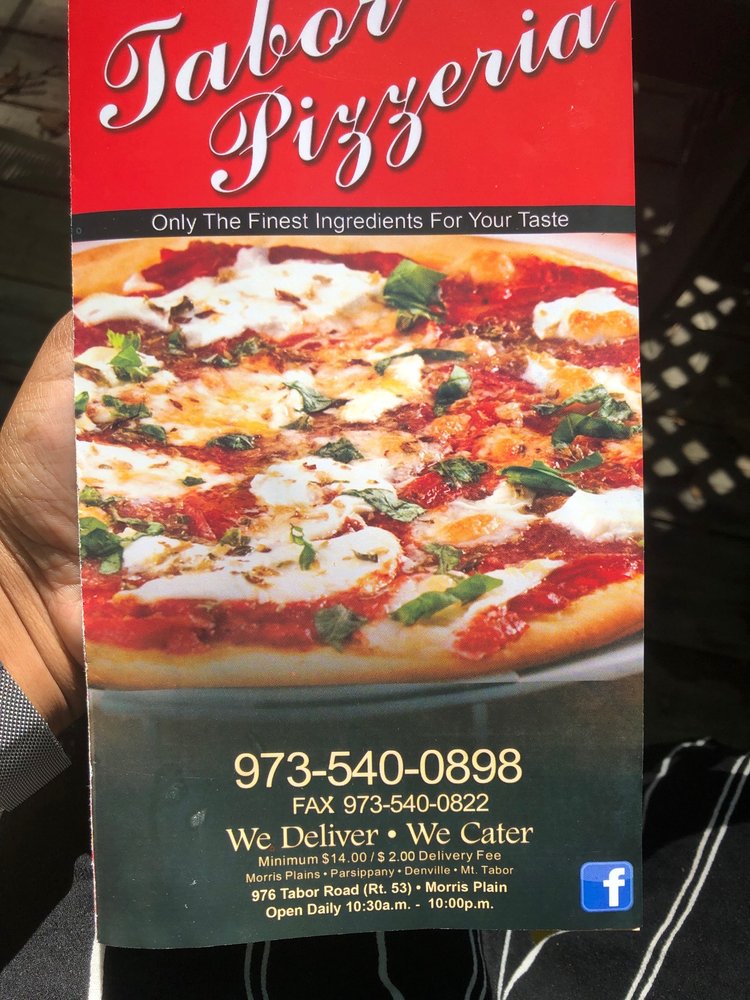 Tabor
Pizzeria
Only The Finest Ingredients For Your Taste
973-540-0898
FAX 973-540-0822
We Deliver • We Cater
Minimum $14.00 / $ 2.00 Delivery Fee
Morris Plains • Parsippany • Denville • Mt. Tabor
976 Tabor Road (Rt. 53) • Morris Plain
Open Daily 10:30a.m. - 10:00p.m.
f